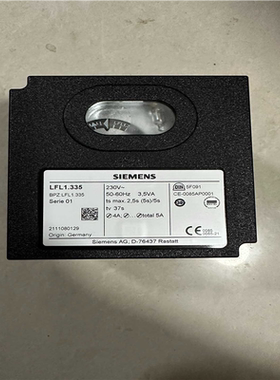 SIEMENS
LFL1.335
BPZ:LFL1.335
Serie 01
230V~
50-60Hz 3,5VA
ts max. 2,5s (5s)/5s
tv 37s
4A, total 5A
DIN 5F091
CE-0085AP0001
2111080129
Origin: Germany
Siemens AG, D-76437 Rastatt